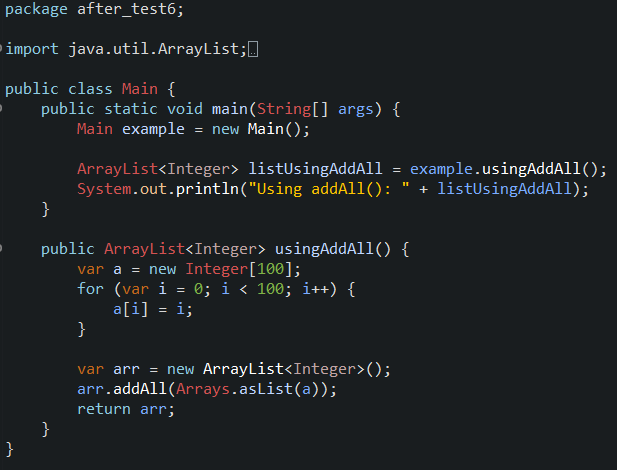 package after_test6;
import java.util.ArrayList;
public class Main {
public static void main(String[] args) {
Main example = new Main();
ArrayList<Integer> listUsingAddAll = example.usingAddAll();
System.out.println("Using addAll(): " + listUsingAddAll);
}
public ArrayList<Integer> usingAddAll() {
var a = new Integer[100];
for (var i = 0; i < 100; i++) {
a[i] = i;
}
var arr = new ArrayList<Integer>();
arr.addAll(Arrays.asList(a));
return arr;
}
}